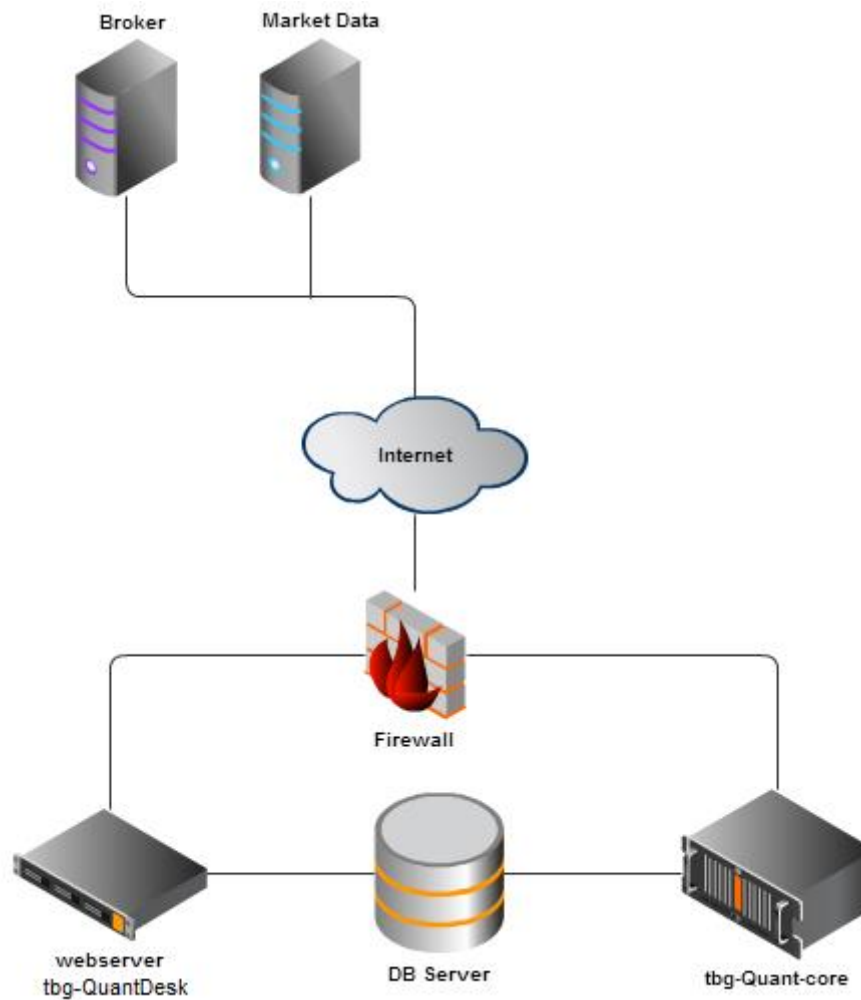 Broker
Market Data
Internet
Firewall
webserver
tbg-QuantDesk
DB Server
tbg-Quant-core